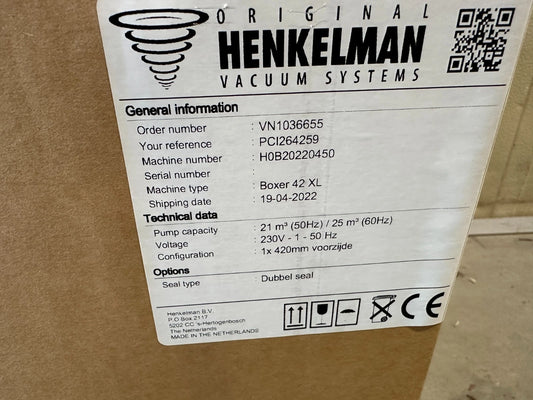 ORIGINAL
HENKELMAN
VACUUM SYSTEMS
General information
Order number : VN1036655
Your reference : PCI264259
Machine number : H0B20220450
Serial number :
Machine type : Boxer 42 XL
Shipping date : 19-04-2022
Technical data
Pump capacity : 21 m³ (50Hz) / 25 m³ (60Hz)
Voltage : 230V - 1 - 50 Hz
Configuration : 1x 420mm voorzijde
Options
Seal type : Dubbel seal
Henkelman B.V.
P.O Box 2117
5202 CC 's-Hertogenbosch
The Netherlands
MADE IN THE NETHERLANDS
CE